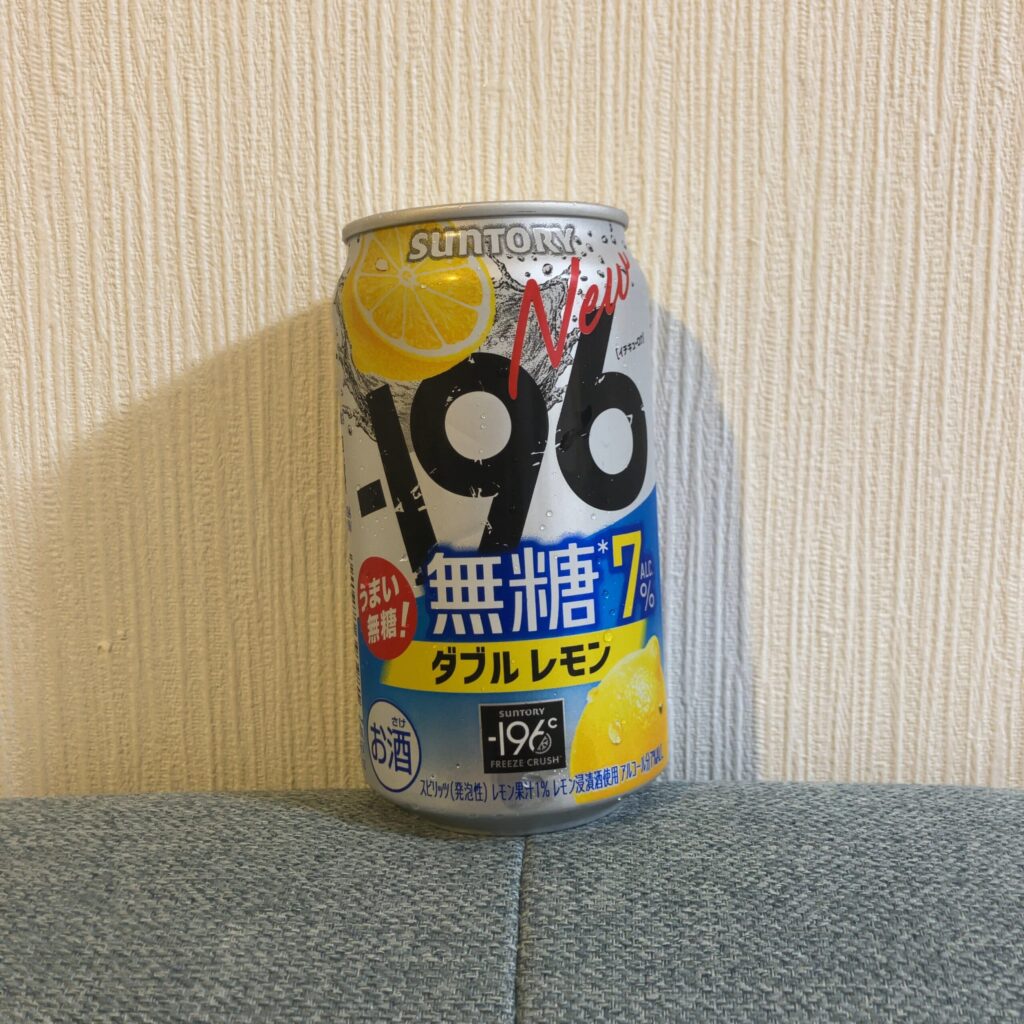 SUNTORY
New
[イチキューロク]
-196
無糖*7
ALC.
%
うまい
無糖!
ダブルレモン
さけ
お酒
SUNTORY
-196℃
FREEZE CRUSH
スピリッツ(発泡性) レモン果汁1% レモン浸漬酒使用 アルコール分7%